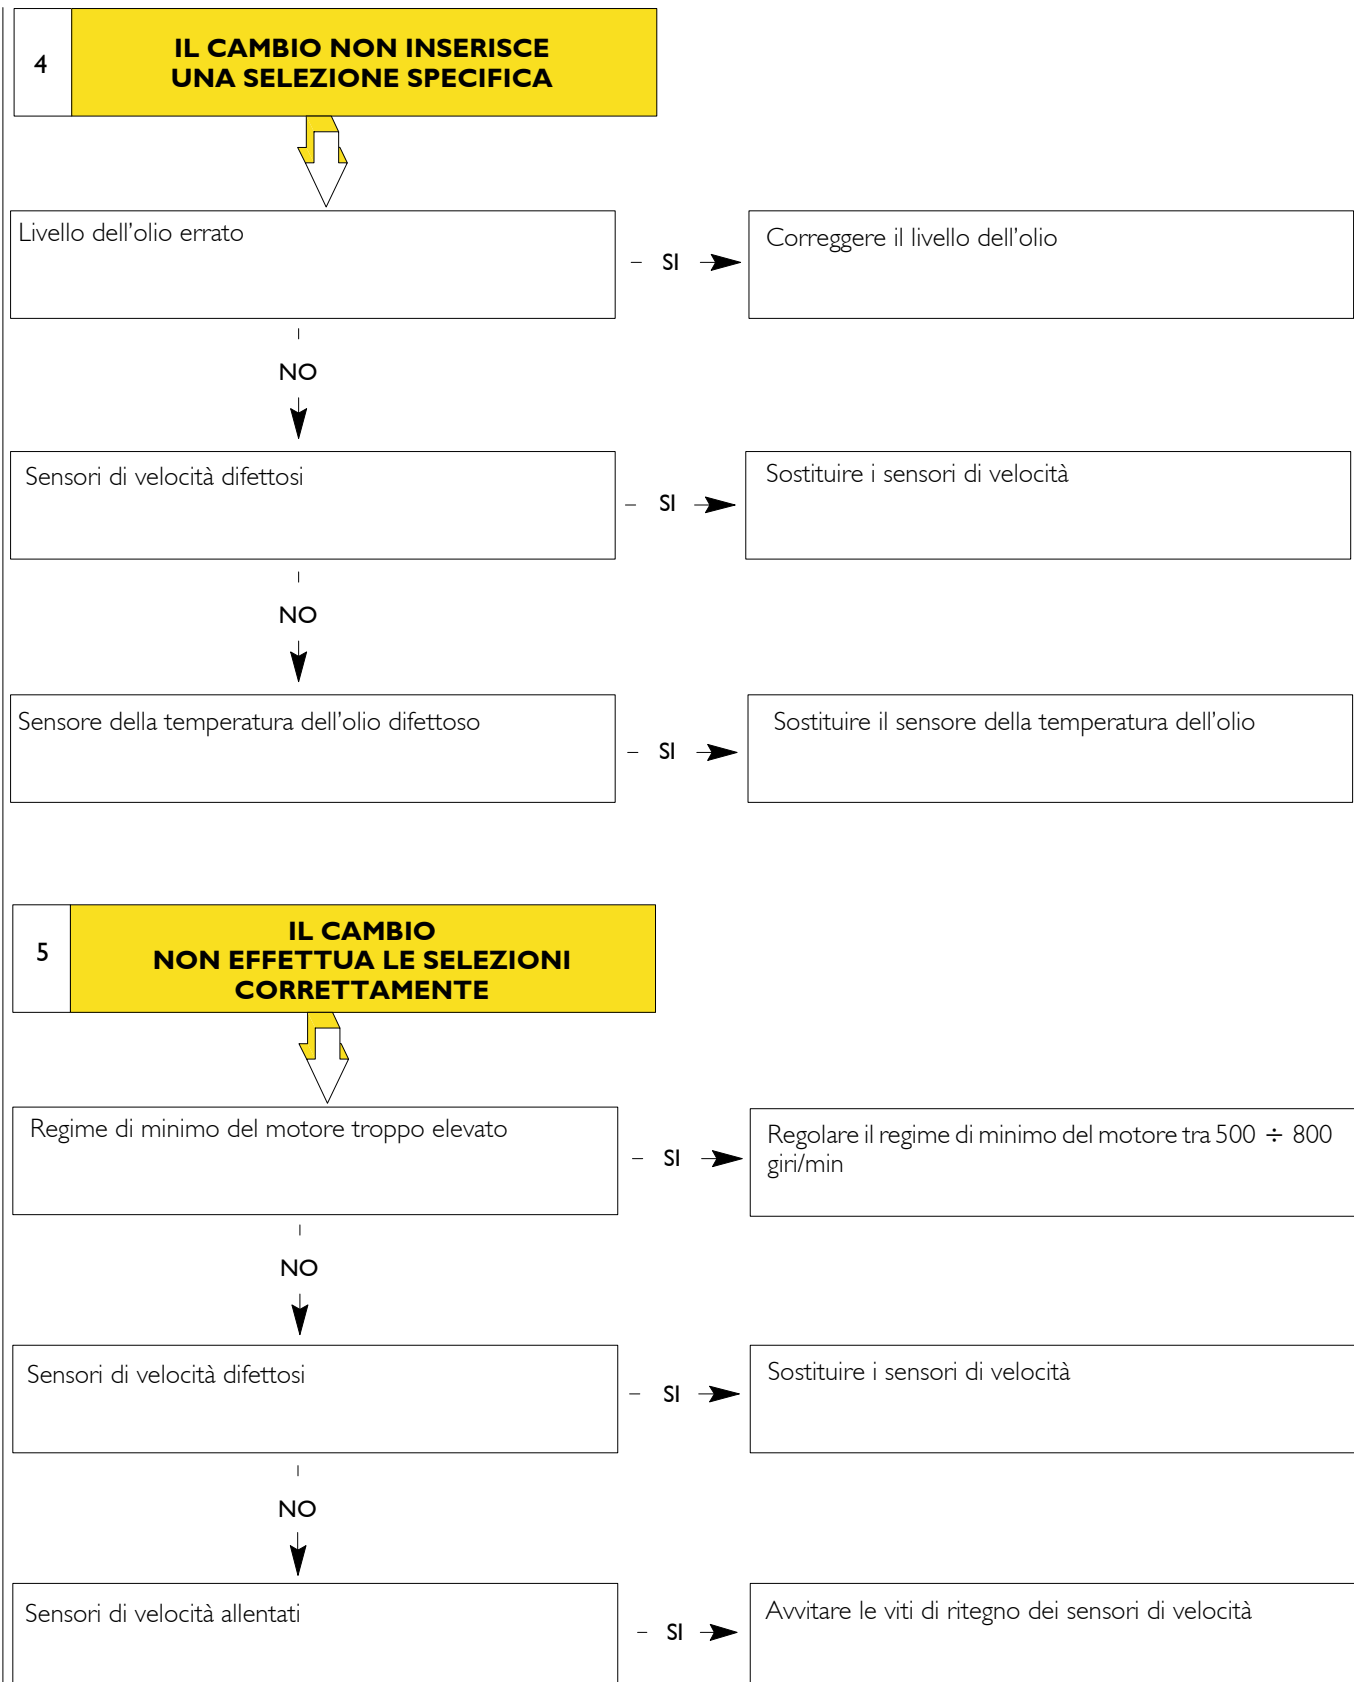 4
IL CAMBIO NON INSERISCE
UNA SELEZIONE SPECIFICA
Livello dell’olio errato
SI
Correggere il livello dell’olio
NO
Sensori di velocità difettosi
SI
Sostituire i sensori di velocità
NO
Sensore della temperatura dell’olio difettoso
SI
Sostituire il sensore della temperatura dell’olio
5
IL CAMBIO
NON EFFETTUA LE SELEZIONI
CORRETTAMENTE
Regime di minimo del motore troppo elevato
SI
Regolare il regime di minimo del motore tra 500 ÷ 800
giri/min
NO
Sensori di velocità difettosi
SI
Sostituire i sensori di velocità
NO
Sensori di velocità allentati
SI
Avvitare le viti di ritegno dei sensori di velocità